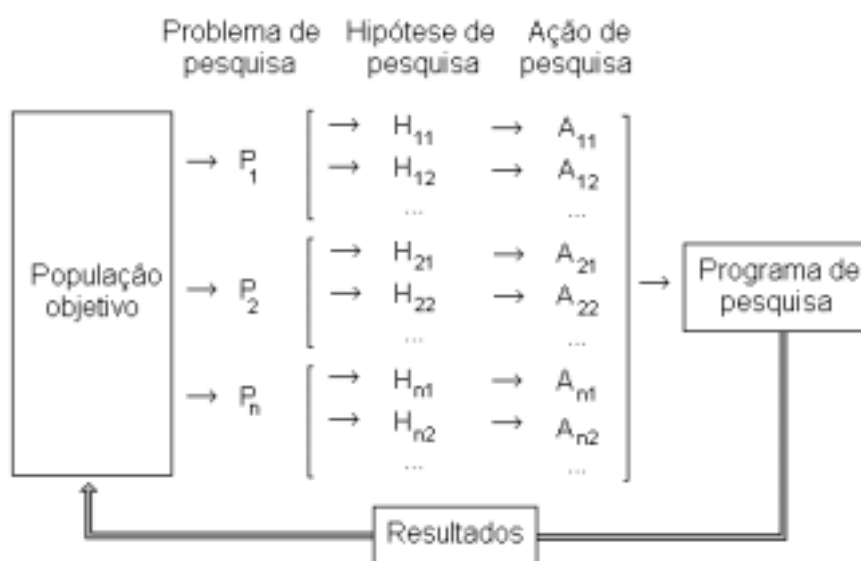 Problema de pesquisa
Hipótese de pesquisa
Ação de pesquisa
População objetivo
→ P1
→ H11 → A11
→ H12 → A12
... ...
→ P2
→ H21 → A21
→ H22 → A22
... ...
→ Pn
→ Hn1 → An1
→ Hn2 → An2
... ...
→ Programa de pesquisa
Resultados